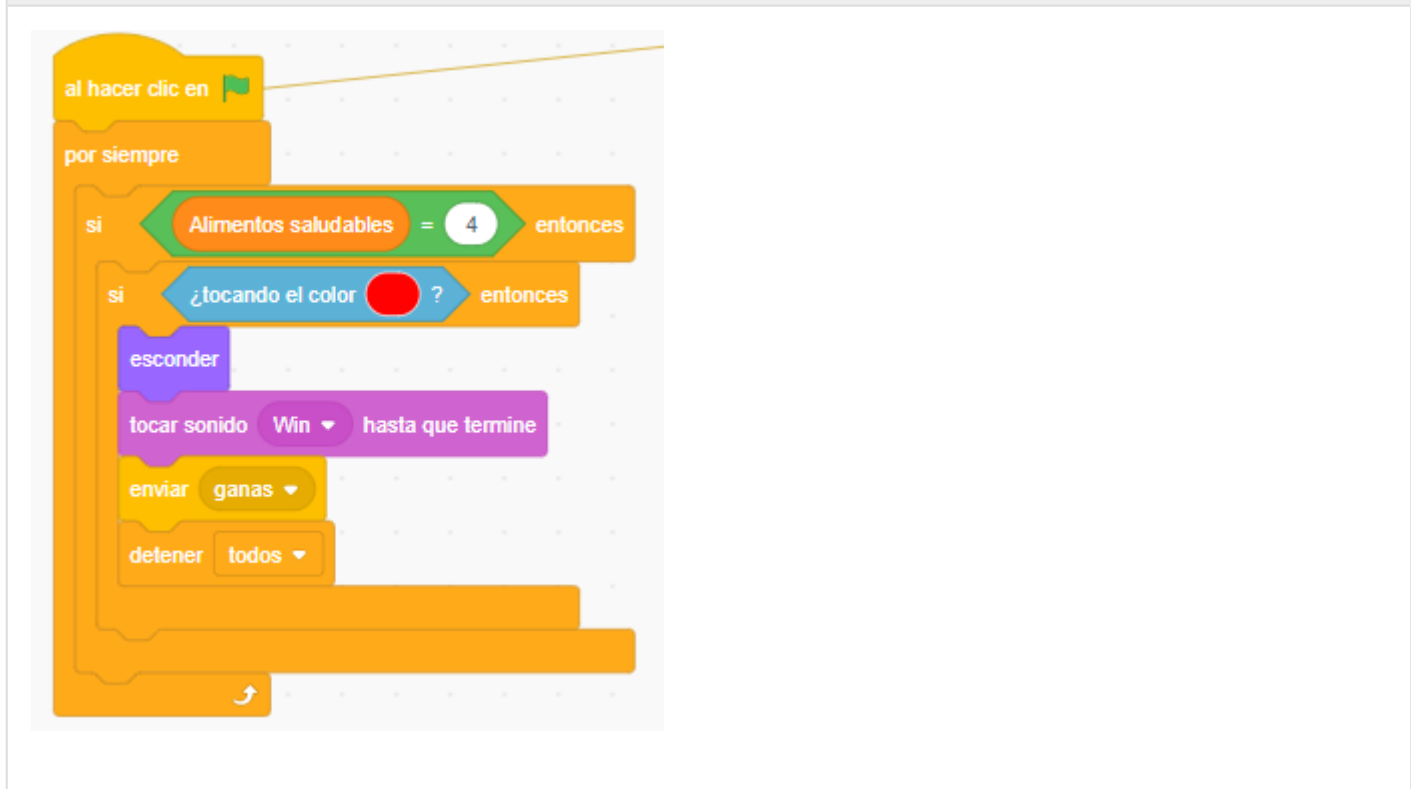 al hacer clic en
por siempre
si Alimentos saludables = 4 entonces
si ¿tocando el color ? entonces
esconder
tocar sonido Win hasta que termine
enviar ganas
detener todos